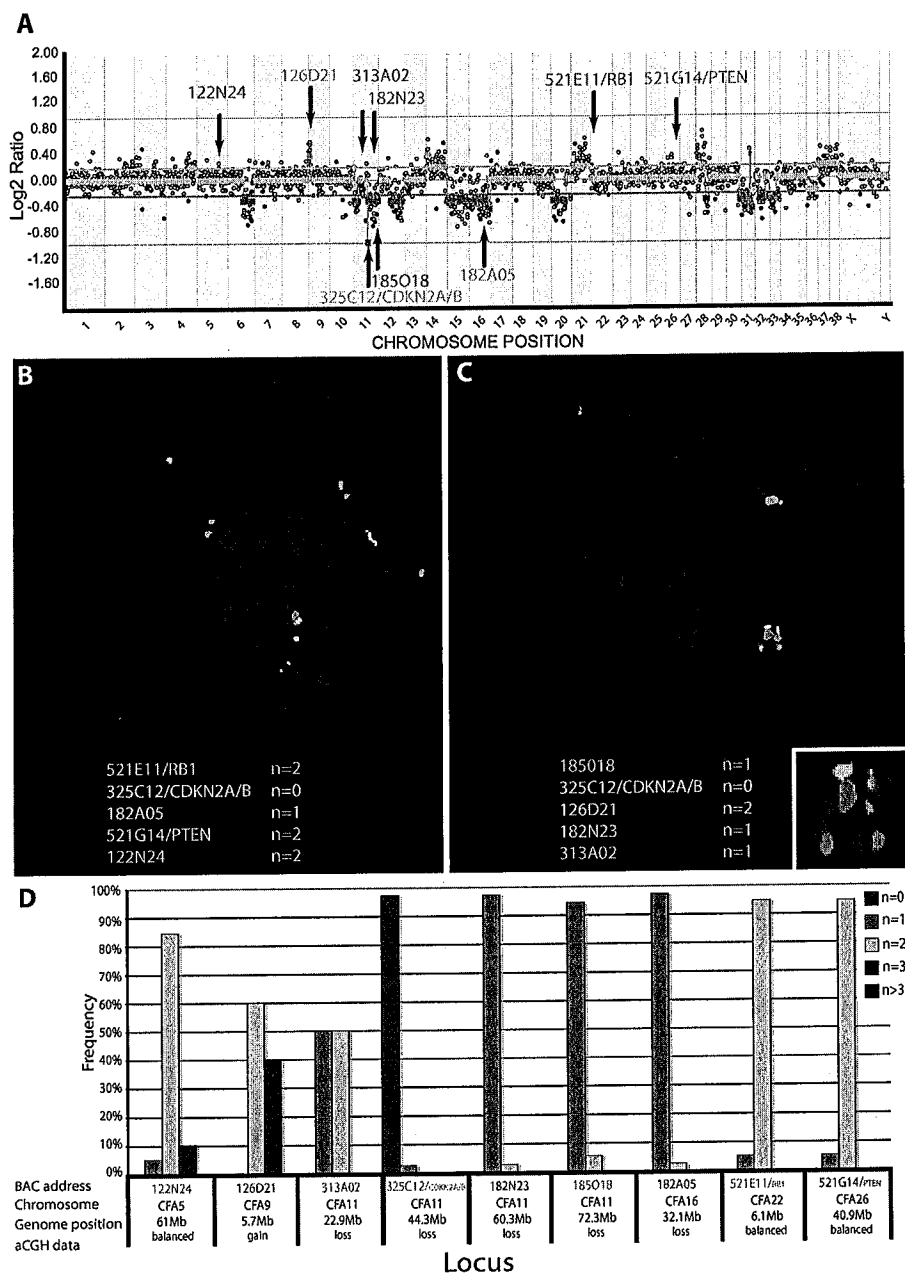 A
2.00
1.60
1.20
0.80
0.40
0.00
-0.40
-0.80
-1.20
-1.60
Log2 Ratio
122N24
126D21
313A02
182N23
521E11/RB1
521G14/PTEN
185O18
325C12/CDKN2A/B
182A05
1 2 3 4 5 6 7 8 9 10 11 12 13 14 15 16 17 18 19 20 21 22 23 24 25 26 27 28 29 30 31 32 33 34 35 36 37 38 X Y
CHROMOSOME POSITION
B
521E11/RB1 n=2
325C12/CDKN2A/B n=0
182A05 n=1
521G14/PTEN n=2
122N24 n=2
C
185018 n=1
325C12/CDKN2A/B n=0
126D21 n=2
182N23 n=1
313A02 n=1
D
100%
90%
80%
70%
60%
50%
40%
30%
20%
10%
0%
Frequency
n=0
n=1
n=2
n=3
n>3
BAC address 122N24 126D21 313A02 325C12/CDKN2A/B 182N23 185O18 182A05 521E11/RB1 521G14/PTEN
Chromosome CFA5 CFA9 CFA11 CFA11 CFA11 CFA11 CFA16 CFA22 CFA26
Genome position 61Mb 5.7Mb 22.9Mb 44.3Mb 60.3Mb 72.3Mb 32.1Mb 6.1Mb 40.9Mb
aCGH data balanced gain loss loss loss loss loss balanced balanced
Locus